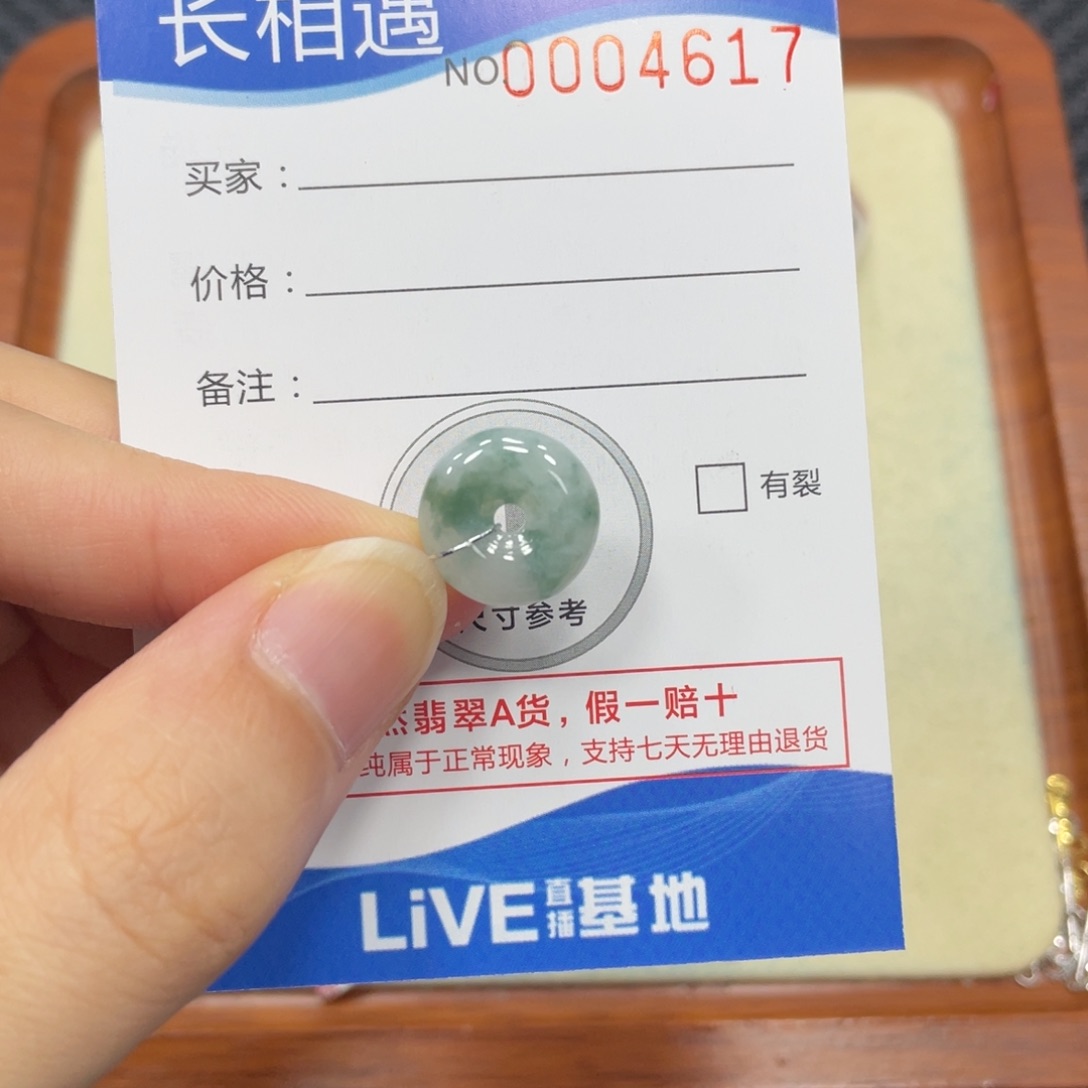 长相遇
NO.0004617
买家：
价格：
备注：
有裂
寸参考
翡翠A货，假一赔十
纯属于正常现象，支持七天无理由退货
LiVE直播基地